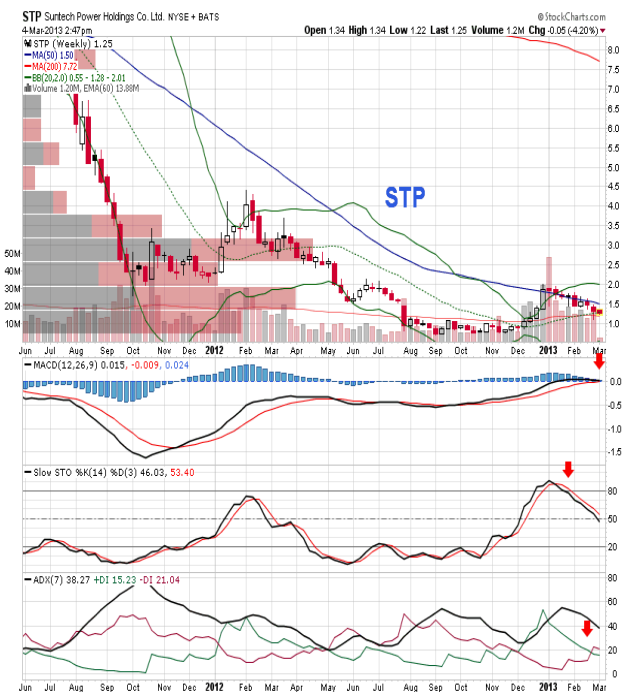 STP Suntech Power Holdings Co. Ltd. NYSE + BATS © StockCharts.com
4-Mar-2013 2:47pm Open 1.34 High 1.34 Low 1.22 Last 1.25 Volume 1.2M Chg -0.05 (-4.20%)
STP (Weekly) 1.25
MA(50) 1.50
MA(200) 7.72
BB(20,2.0) 0.55 - 1.28 - 2.01
Volume 1.20M, EMA(60) 13.88M
STP
8.0
7.5
7.0
6.5
6.0
5.5
5.0
4.5
4.0
3.5
3.0
2.5
2.0
1.5
1.0
50M
40M
30M
20M
10M
Jun Jul Aug Sep Oct Nov Dec 2012 Feb Mar Apr May Jun Jul Aug Sep Oct Nov Dec 2013 Feb Mar
MACD(12,26,9) 0.015, -0.009, 0.024
0.0
-0.5
-1.0
-1.5
Slow STO %K(14) %D(3) 46.03, 53.40
80
50
20
ADX(7) 38.27 +DI 15.23 -DI 21.04
80
60
40
20
0
Jun Jul Aug Sep Oct Nov Dec 2012 Feb Mar Apr May Jun Jul Aug Sep Oct Nov Dec 2013 Feb Mar